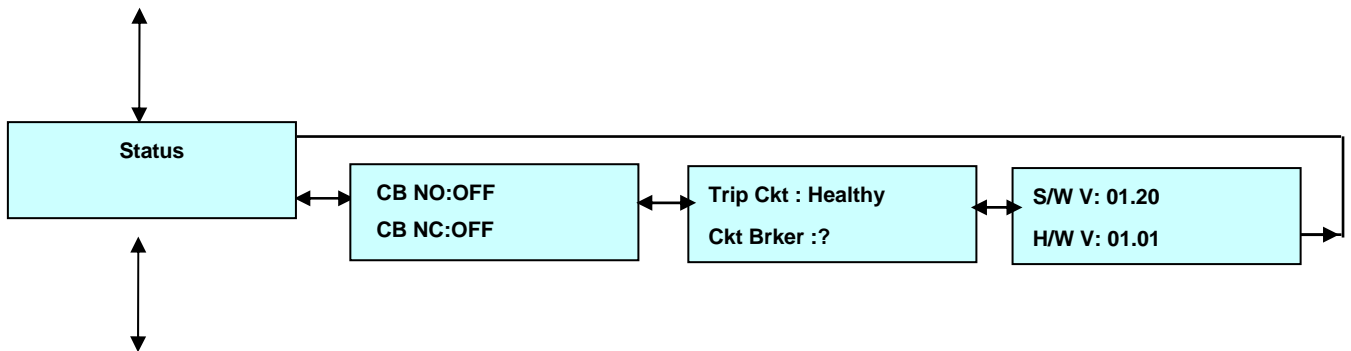 Status
CB NO:OFF
CB NC:OFF
Trip Ckt : Healthy
Ckt Brker :?
S/W V: 01.20
H/W V: 01.01